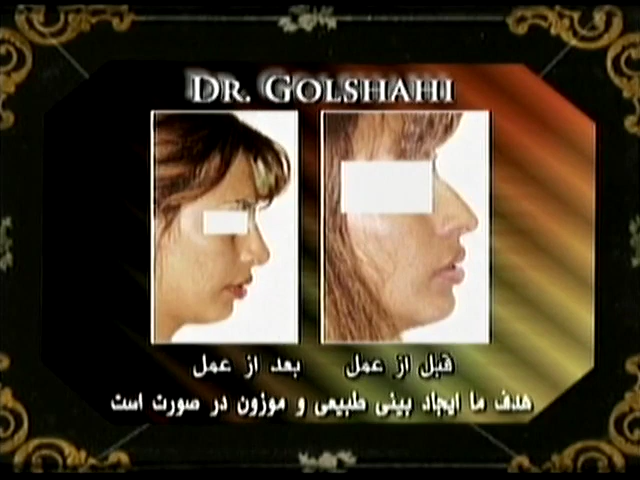 DR. GOLSHAHI
قبل از عمل
بعد از عمل
هدف ما ایجاد بینی طبیعی و موزون در صورت است